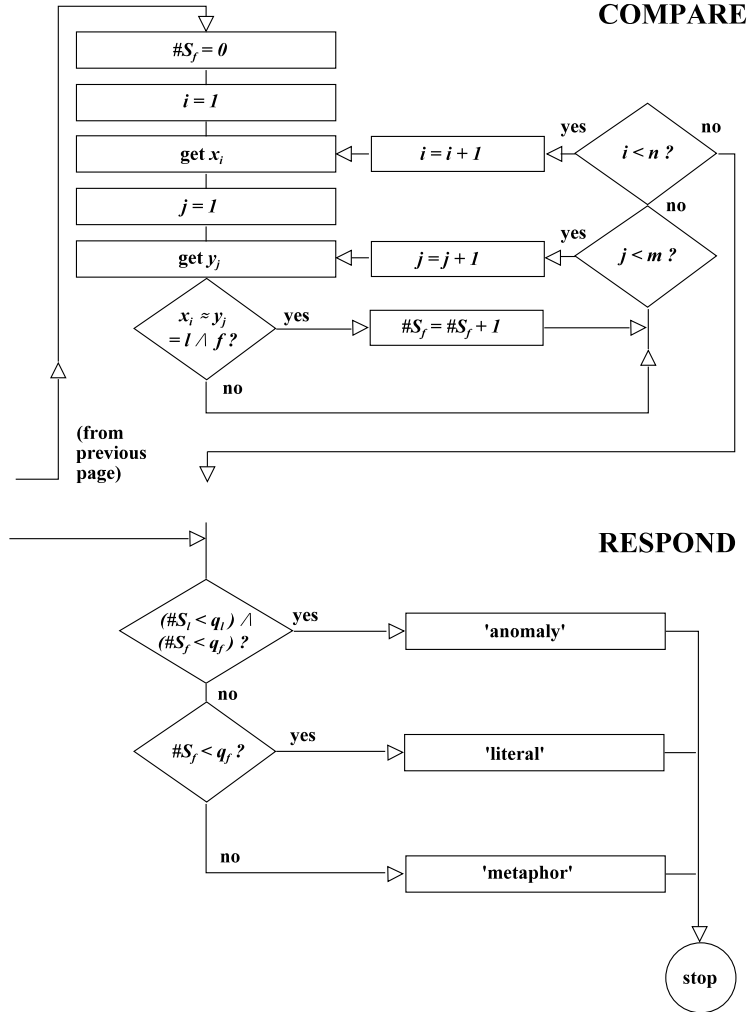 COMPARE
#S_f = 0
i = 1
get x_i
i = i + 1
yes
i < n ?
no
j = 1
no
get y_j
j = j + 1
yes
j < m ?
x_i ≈ y_j
= l ∧ f ?
yes
#S_f = #S_f + 1
no
(from
previous
page)
RESPOND
(#S_l < q_l ) ∧
(#S_f < q_f ) ?
yes
'anomaly'
no
#S_f < q_f ?
yes
'literal'
no
'metaphor'
stop